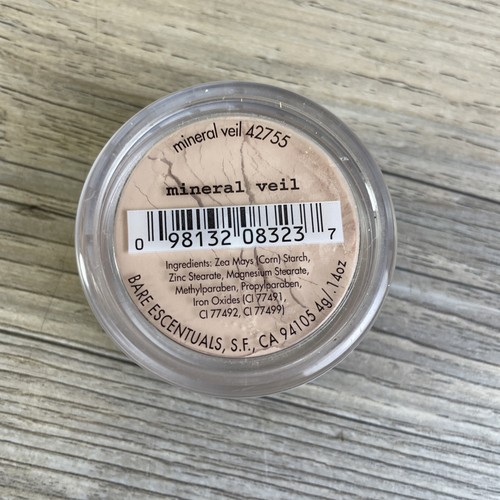 mineral veil 42755
mineral veil
0 98132 08323 7
Ingredients: Zea Mays (Corn) Starch,
Zinc Stearate, Magnesium Stearate,
Methylparaben, Propylparaben,
Iron Oxides (CI 77491,
CI 77492, CI 77499)
BARE ESCENTUALS, S.F., CA 94105 4g/.14oz